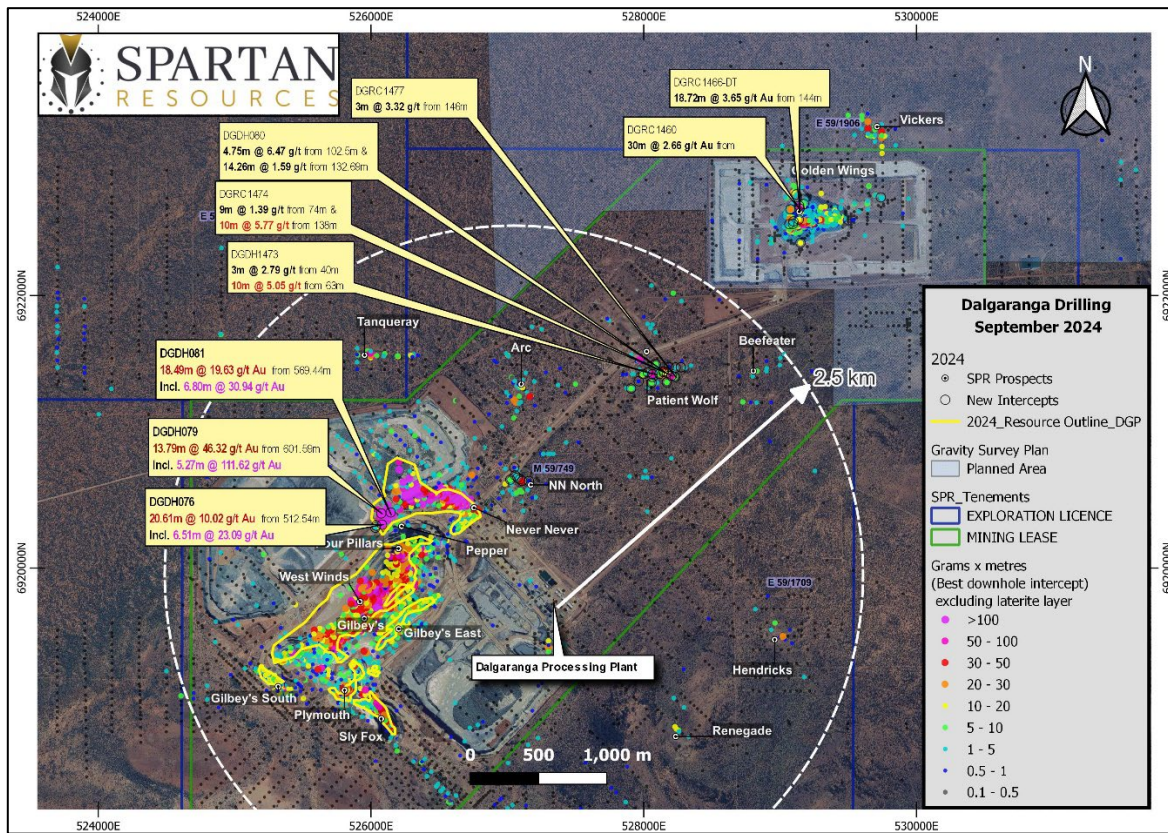 524000E
526000E
528000E
530000E
SPARTAN
RESOURCES
DGRC1477
3m @ 3.32 g/t from 146m
DGDH080
4.75m @ 6.47 g/t from 102.5m &
14.26m @ 1.59 g/t from 132.69m
DGRC1474
9m @ 1.39 g/t from 74m &
10m @ 5.77 g/t from 138m
DGDH1473
3m @ 2.79 g/t from 40m
10m @ 5.05 g/t from 63m
DGRC1466-DT
18.72m @ 3.65 g/t Au from 144m
DGRC1460
30m @ 2.66 g/t Au from
N
E 59/1906
Vickers
Golden Wings
E 5
6922000N
6922000N
Tanqueray
Arc
Beefeater
Patient Wolf
2.5 km
DGDH081
18.49m @ 19.63 g/t Au from 569.44m
Incl. 6.80m @ 30.94 g/t Au
DGDH079
13.79m @ 46.32 g/t Au from 601.59m
Incl. 5.27m @ 111.62 g/t Au
DGDH076
20.61m @ 10.02 g/t Au from 512.54m
Incl. 6.51m @ 23.09 g/t Au
M 59/749
NN North
Never Never
our Pillars
Pepper
West Winds
Gilbey's
Gilbey's East
6920000N
6920000N
E 59/1709
Dalgaranga Processing Plant
Hendricks
Gilbey's South
Plymouth
Sly Fox
Renegade
0 500 1,000 m
Dalgaranga Drilling
September 2024
2024
SPR Prospects
New Intercepts
2024_Resource Outline_DGP
Gravity Survey Plan
Planned Area
SPR_Tenements
EXPLORATION LICENCE
MINING LEASE
Grams x metres
(Best downhole intercept)
excluding laterite layer
>100
50 - 100
30 - 50
20 - 30
10 - 20
5 - 10
1 - 5
0.5 - 1
0.1 - 0.5
524000E
526000E
528000E
530000E